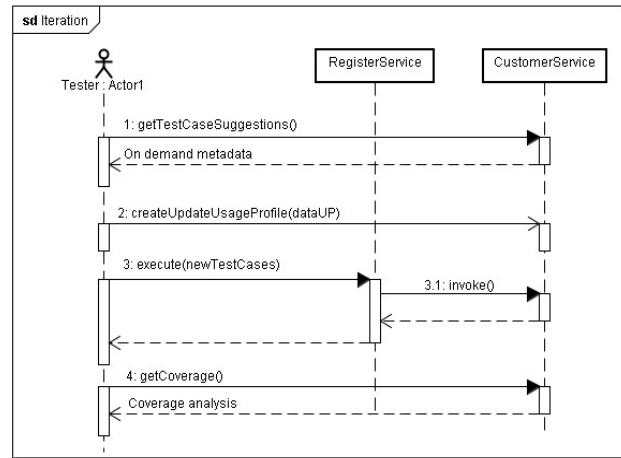 sd Iteration
RegisterService
CustomerService
Tester : Actor1
1: getTestCaseSuggestions()
On demand metadata
2: createUpdateUsageProfile(dataUP)
3: execute(newTestCases)
3.1: invoke()
4: getCoverage()
Coverage analysis